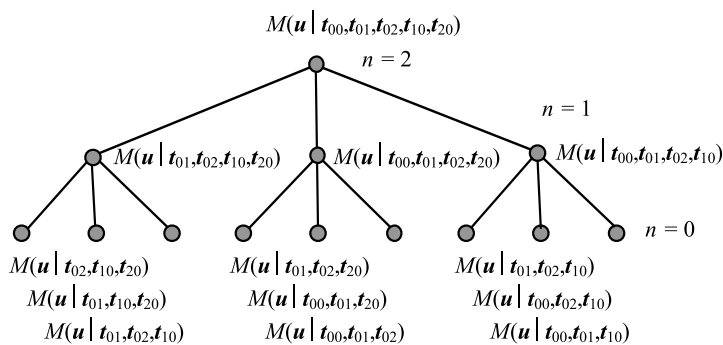 M(u | t00,t01,t02,t10,t20)
n = 2
n = 1
M(u | t01,t02,t10,t20) M(u | t00,t01,t02,t20) M(u | t00,t01,t02,t10)
n = 0
M(u | t02,t10,t20) M(u | t01,t02,t20) M(u | t01,t02,t10)
M(u | t01,t10,t20) M(u | t00,t01,t20) M(u | t00,t02,t10)
M(u | t01,t02,t10) M(u | t00,t01,t02) M(u | t00,t01,t10)